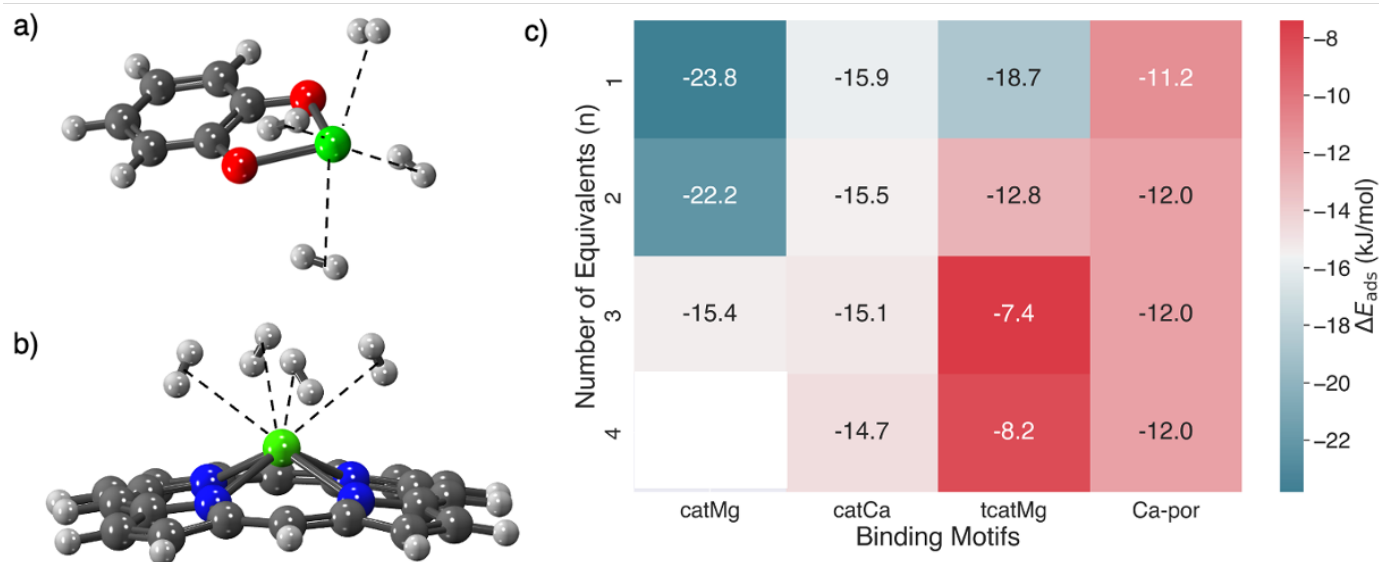 a)
b)
c)
Number of Equivalents (n)
1
2
3
4
-23.8 -15.9 -18.7 -11.2
-22.2 -15.5 -12.8 -12.0
-15.4 -15.1 -7.4 -12.0
-14.7 -8.2 -12.0
catMg catCa tcatMg Ca-por
Binding Motifs
−8
−10
−12
−14
−16
−18
−20
−22
ΔE_ads (kJ/mol)